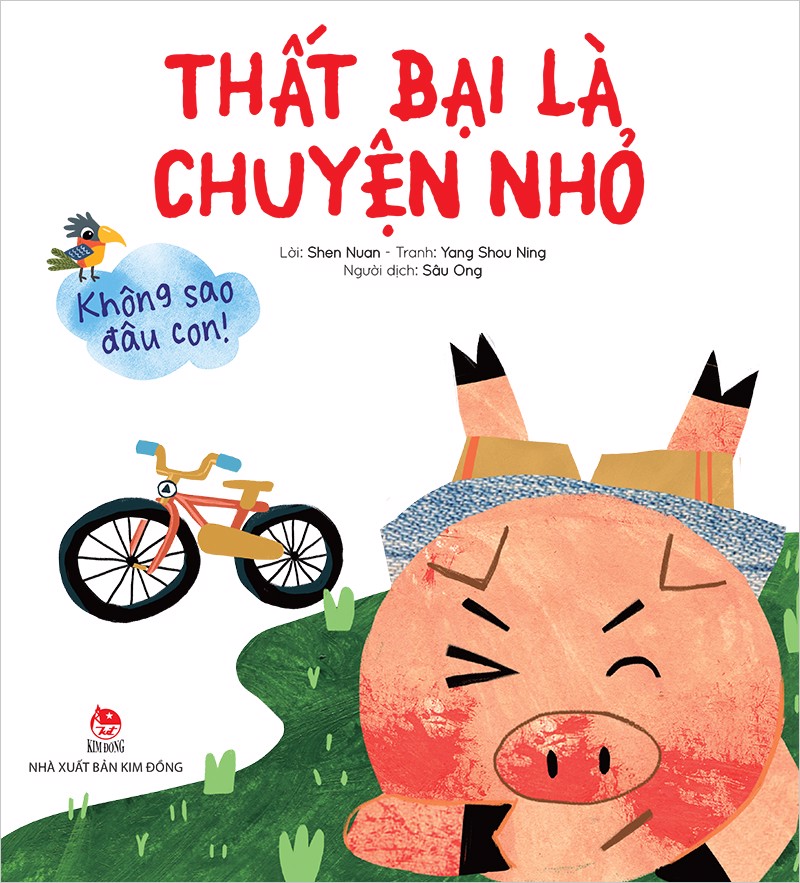 THẤT BẠI LÀ
CHUYỆN NHỎ
Lời: Shen Nuan - Tranh: Yang Shou Ning
Người dịch: Sâu Ong
Không sao
đâu con!
KIM ĐỒNG
NHÀ XUẤT BẢN KIM ĐỒNG